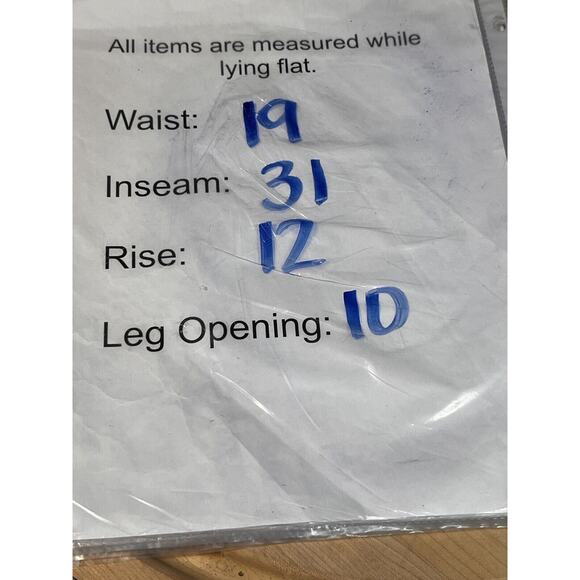 All items are measured while
lying flat.
Waist: 19
Inseam: 31
Rise: 12
Leg Opening: 10